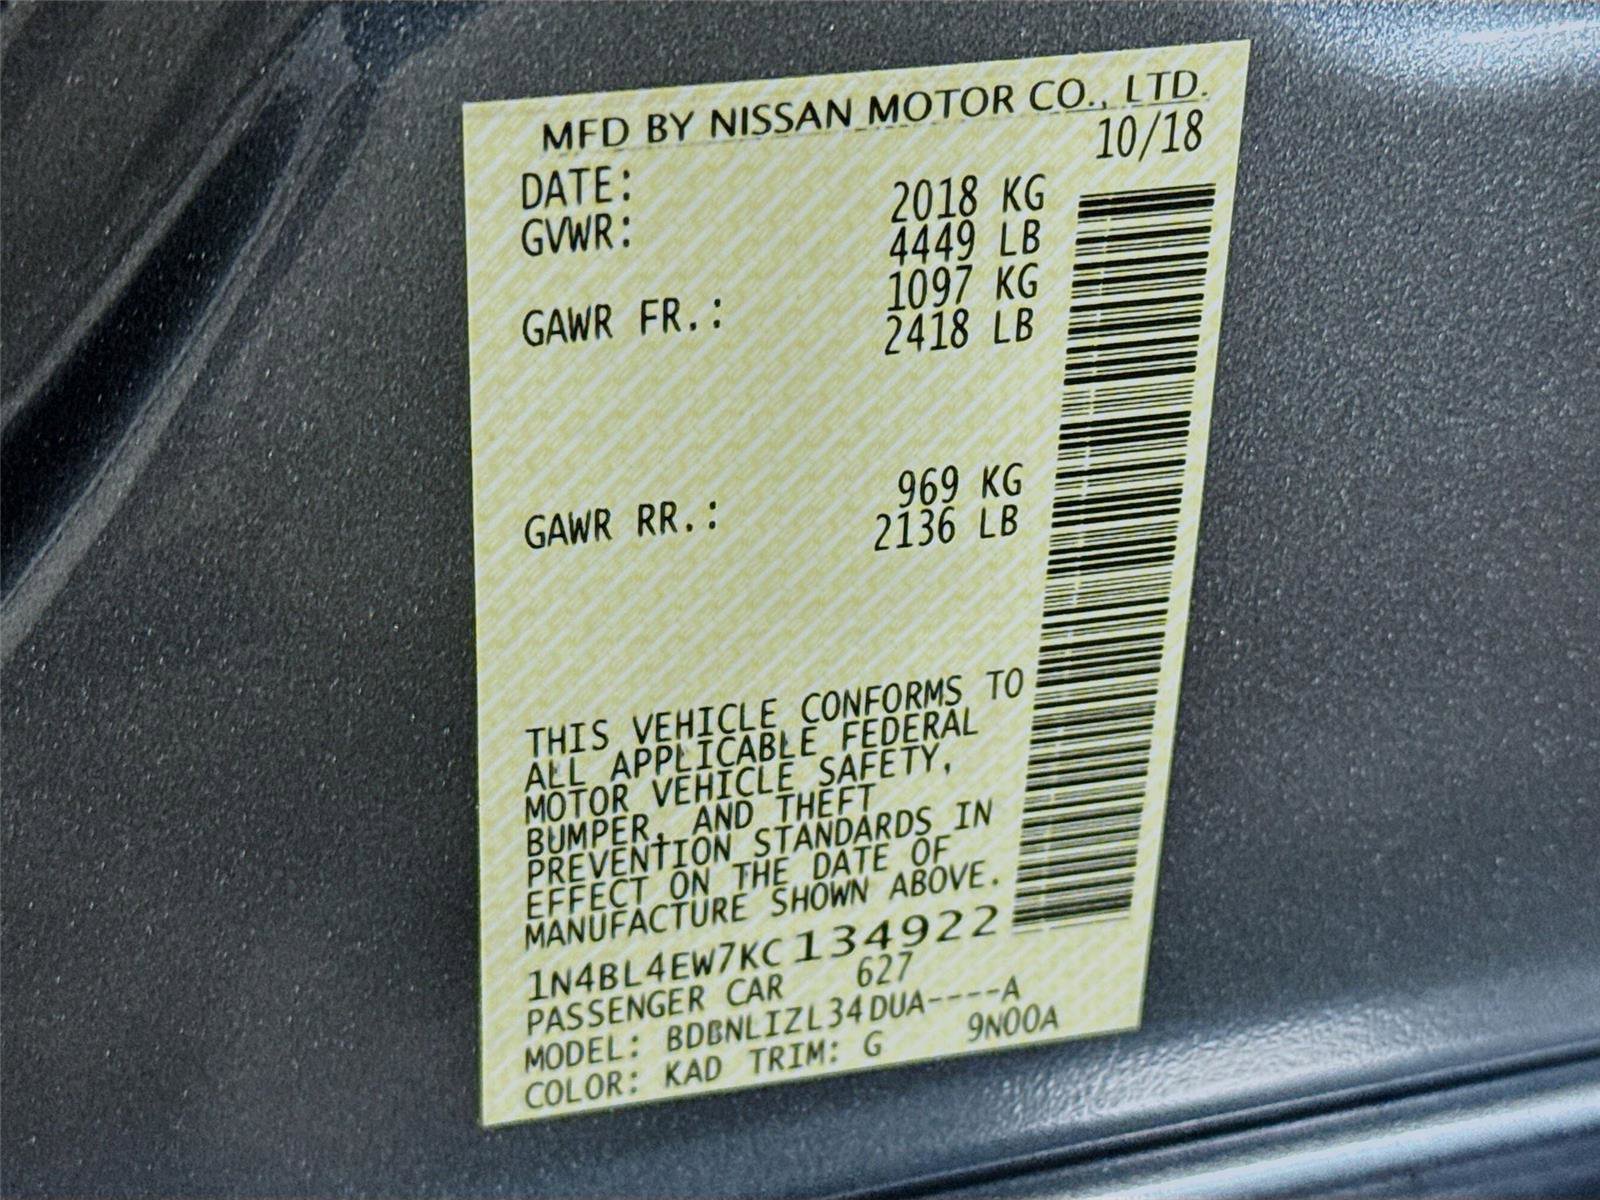 MFD BY NISSAN MOTOR CO., LTD.
DATE: 10/18
GVWR: 2018 KG
4449 LB
GAWR FR.: 1097 KG
2418 LB
GAWR RR.: 969 KG
2136 LB
THIS VEHICLE CONFORMS TO
ALL APPLICABLE FEDERAL
MOTOR VEHICLE SAFETY,
BUMPER, AND THEFT
PREVENTION STANDARDS IN
EFFECT ON THE DATE OF
MANUFACTURE SHOWN ABOVE.
1N4BL4EW7KC134922
PASSENGER CAR 627
MODEL: BDBNLIZL34DUA----A
COLOR: KAD TRIM: G 9N00A